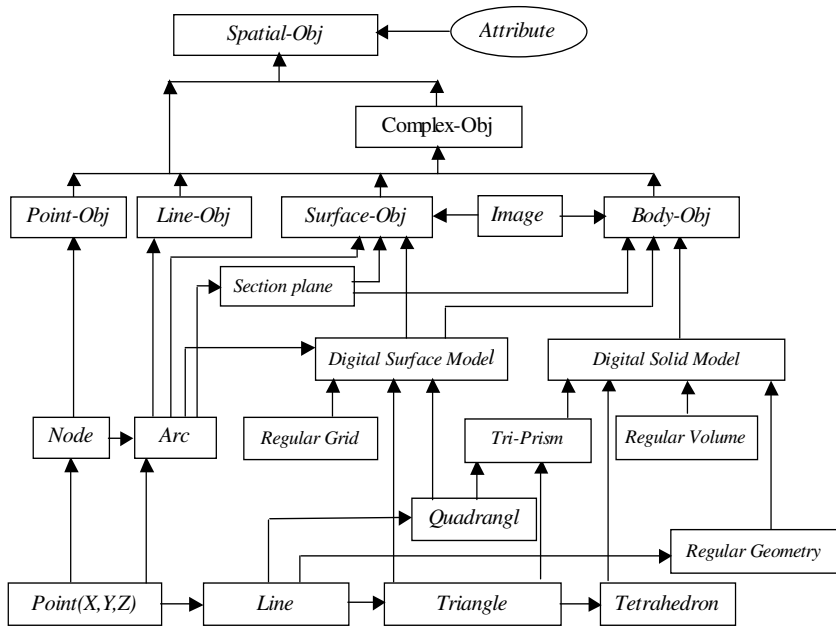 Spatial-Obj
Attribute
Complex-Obj
Point-Obj
Line-Obj
Surface-Obj
Image
Body-Obj
Section plane
Digital Surface Model
Digital Solid Model
Node
Arc
Regular Grid
Tri-Prism
Regular Volume
Quadrangl
Regular Geometry
Point(X,Y,Z)
Line
Triangle
Tetrahedron